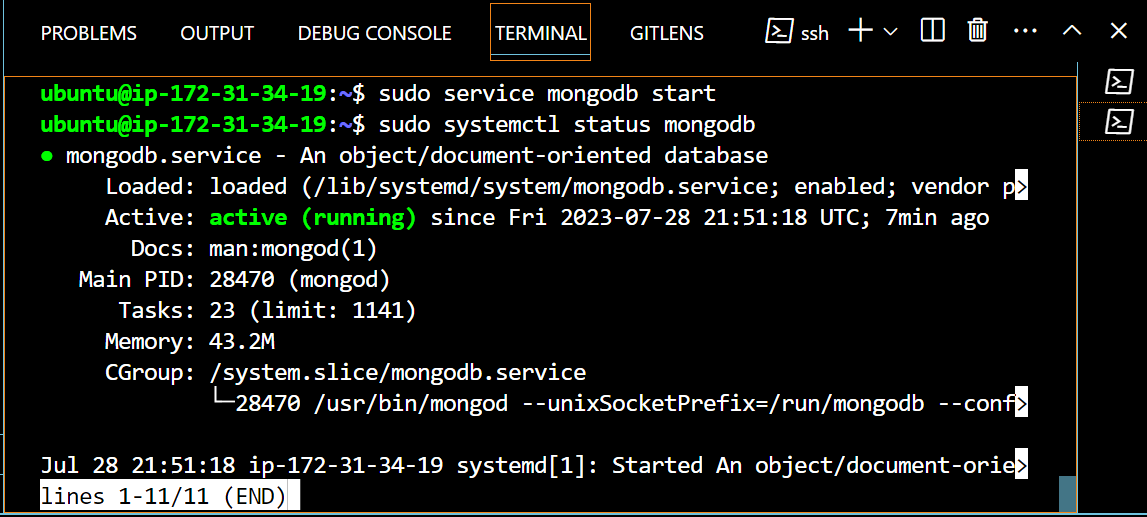 PROBLEMS OUTPUT DEBUG CONSOLE TERMINAL GITLENS ssh
ubuntu@ip-172-31-34-19:~$ sudo service mongodb start
ubuntu@ip-172-31-34-19:~$ sudo systemctl status mongodb
● mongodb.service - An object/document-oriented database
Loaded: loaded (/lib/systemd/system/mongodb.service; enabled; vendor p>
Active: active (running) since Fri 2023-07-28 21:51:18 UTC; 7min ago
Docs: man:mongod(1)
Main PID: 28470 (mongod)
Tasks: 23 (limit: 1141)
Memory: 43.2M
CGroup: /system.slice/mongodb.service
└─28470 /usr/bin/mongod --unixSocketPrefix=/run/mongodb --conf>
Jul 28 21:51:18 ip-172-31-34-19 systemd[1]: Started An object/document-orie>
lines 1-11/11 (END)